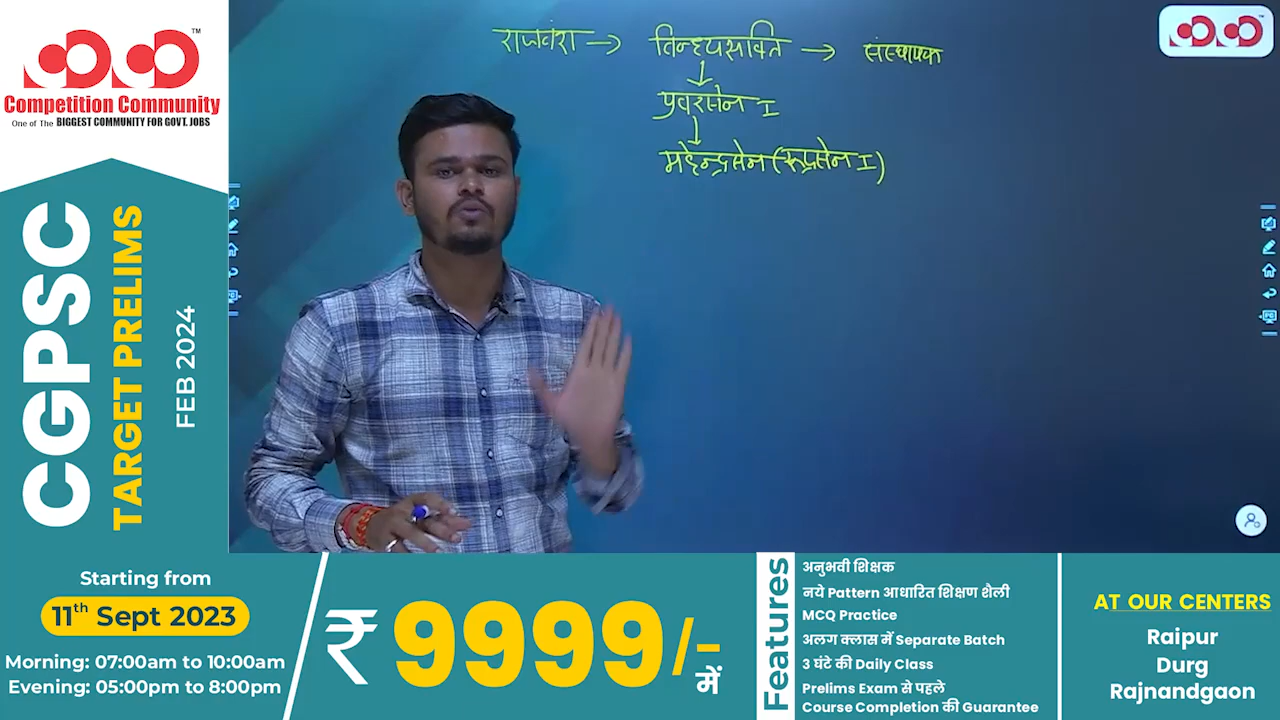 TM
Competition Community
One of The BIGGEST COMMUNITY FOR GOVT. JOBS
CGPSC
TARGET PRELIMS
FEB 2024
राजवंश → विन्ध्यशक्ति → संस्थापक
प्रवरसेन I
महेन्द्रसेन (रूद्रसेन I)
Starting from
11th Sept 2023
Morning: 07:00am to 10:00am
Evening: 05:00pm to 8:00pm
₹ 9999/- में
Features
अनुभवी शिक्षक
नये Pattern आधारित शिक्षण शैली
MCQ Practice
अलग क्लास में Separate Batch
3 घंटे की Daily Class
Prelims Exam से पहले
Course Completion की Guarantee
AT OUR CENTERS
Raipur
Durg
Rajnandgaon